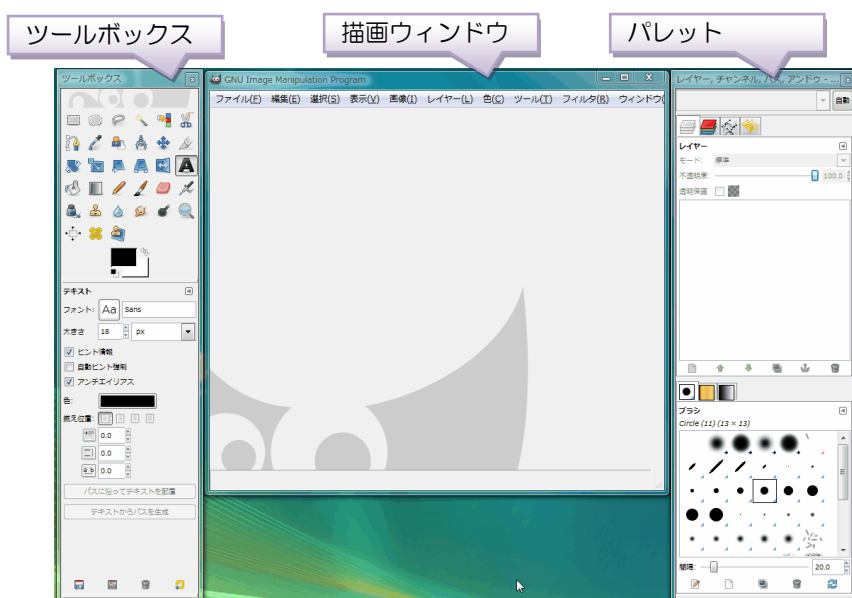 ツールボックス
描画ウィンドウ
パレット
ツールボックス
GNU Image Manipulation Program
レイヤー, チャンネル, パス, アンドゥ - ...
ファイル(F) 編集(E) 選択(S) 表示(V) 画像(I) レイヤー(L) 色(C) ツール(T) フィルタ(R) ウィンドウ(
自動
レイヤー
モード: 標準
不透明度: 100.0
透明保護
テキスト
フォント: Aa Sans
大きさ 18 px
ヒント情報
自動ヒント強制
アンチエイリアス
色:
揃え位置:
0.0
0.0
a_b 0.0
パスに沿ってテキストを配置
テキストからパスを生成
ブラシ
Circle (11) (13 × 13)
間隔: 20.0